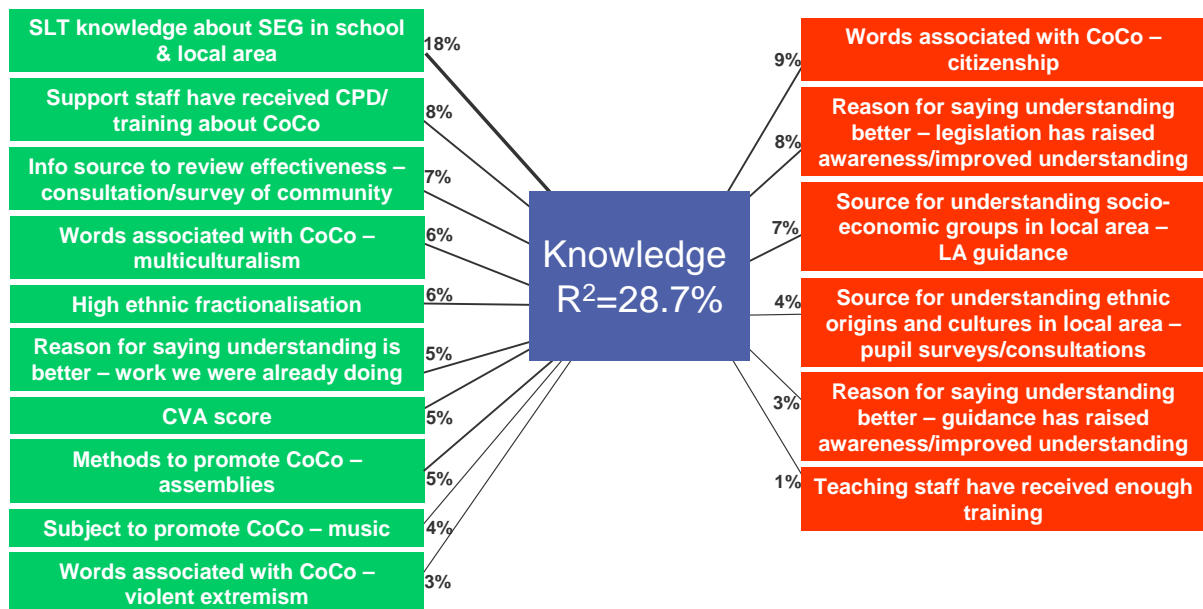 SLT knowledge about SEG in school
& local area
18%
Support staff have received CPD/
training about CoCo
8%
Info source to review effectiveness –
consultation/survey of community
7%
Words associated with CoCo –
multiculturalism
6%
High ethnic fractionalisation
6%
Reason for saying understanding is
better – work we were already doing
5%
CVA score
5%
Methods to promote CoCo –
assemblies
5%
Subject to promote CoCo – music
4%
Words associated with CoCo –
violent extremism
3%
Knowledge
R²=28.7%
9%
Words associated with CoCo –
citizenship
8%
Reason for saying understanding
better – legislation has raised
awareness/improved understanding
7%
Source for understanding socio-
economic groups in local area –
LA guidance
4%
Source for understanding ethnic
origins and cultures in local area –
pupil surveys/consultations
3%
Reason for saying understanding
better – guidance has raised
awareness/improved understanding
1%
Teaching staff have received enough
training